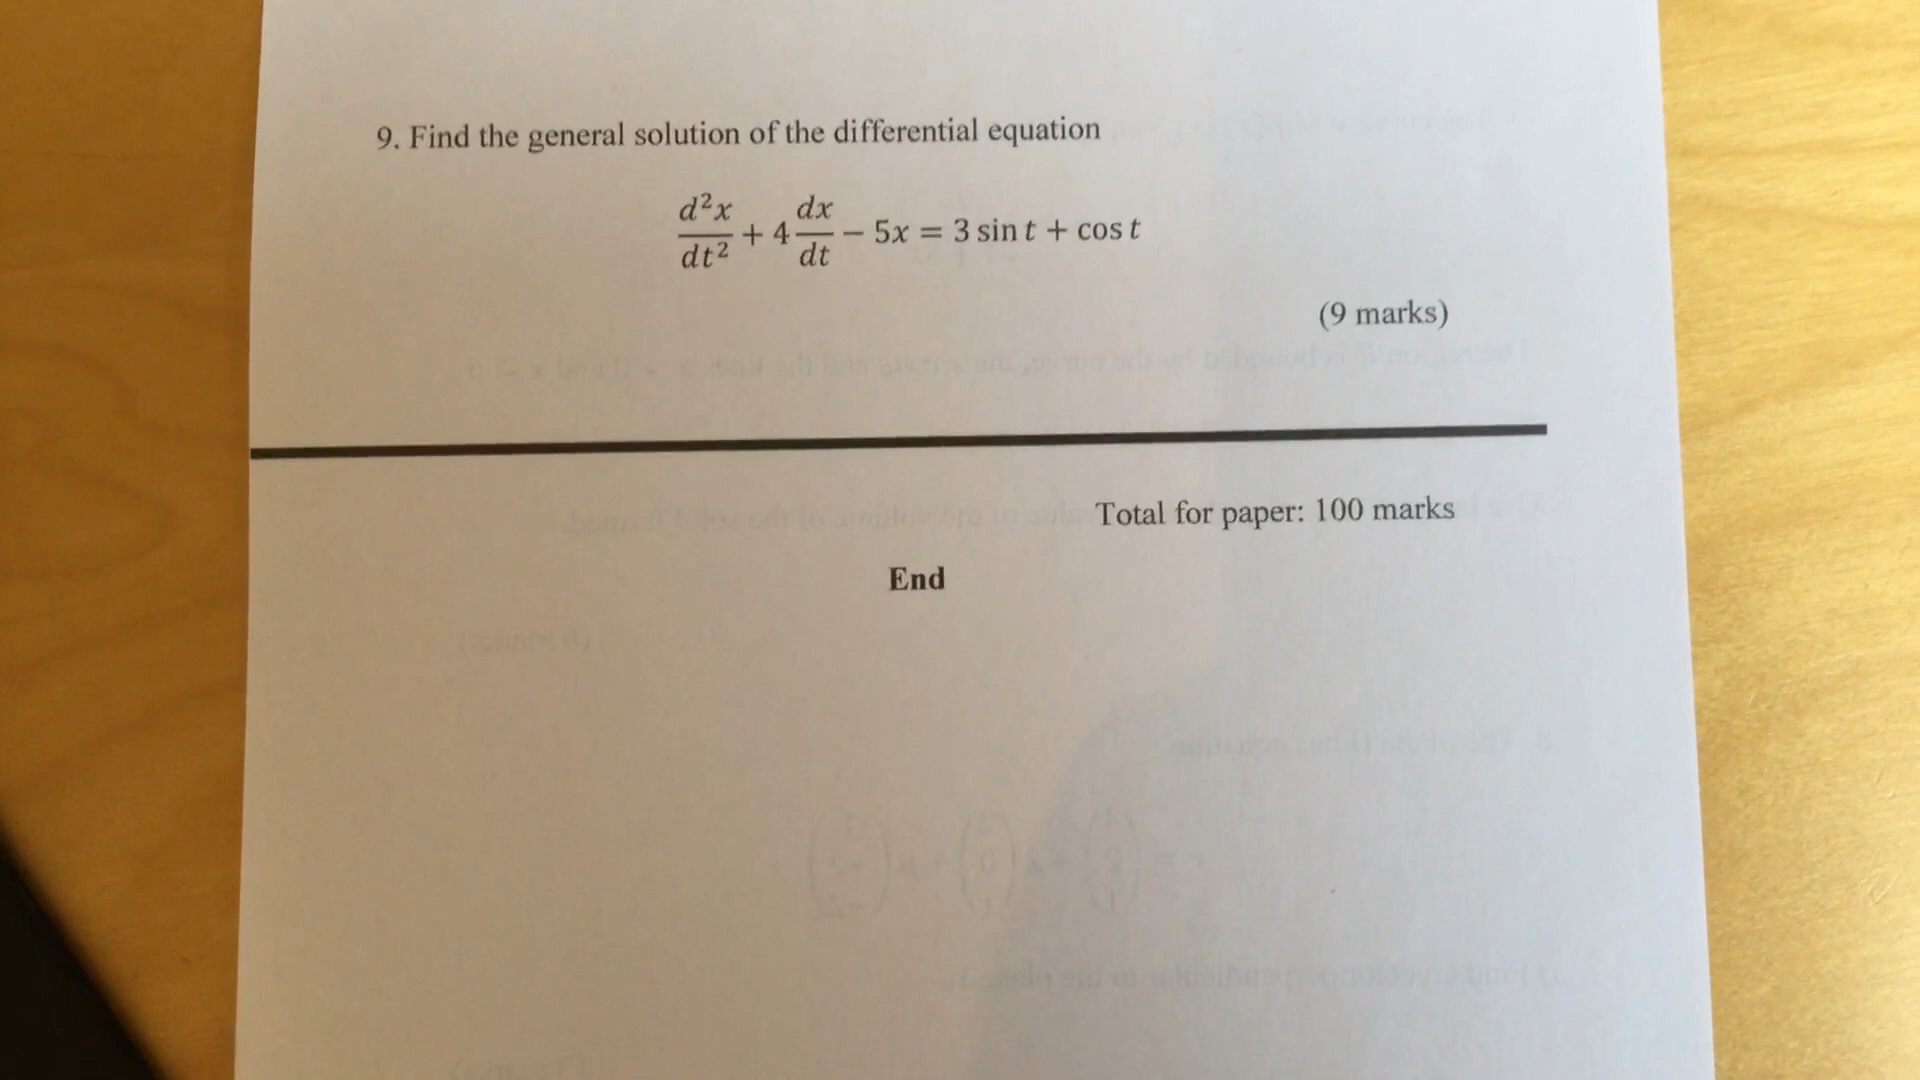 9. Find the general solution of the differential equation
d²x/dt² + 4 dx/dt − 5x = 3 sin t + cos t
(9 marks)
Total for paper: 100 marks
End